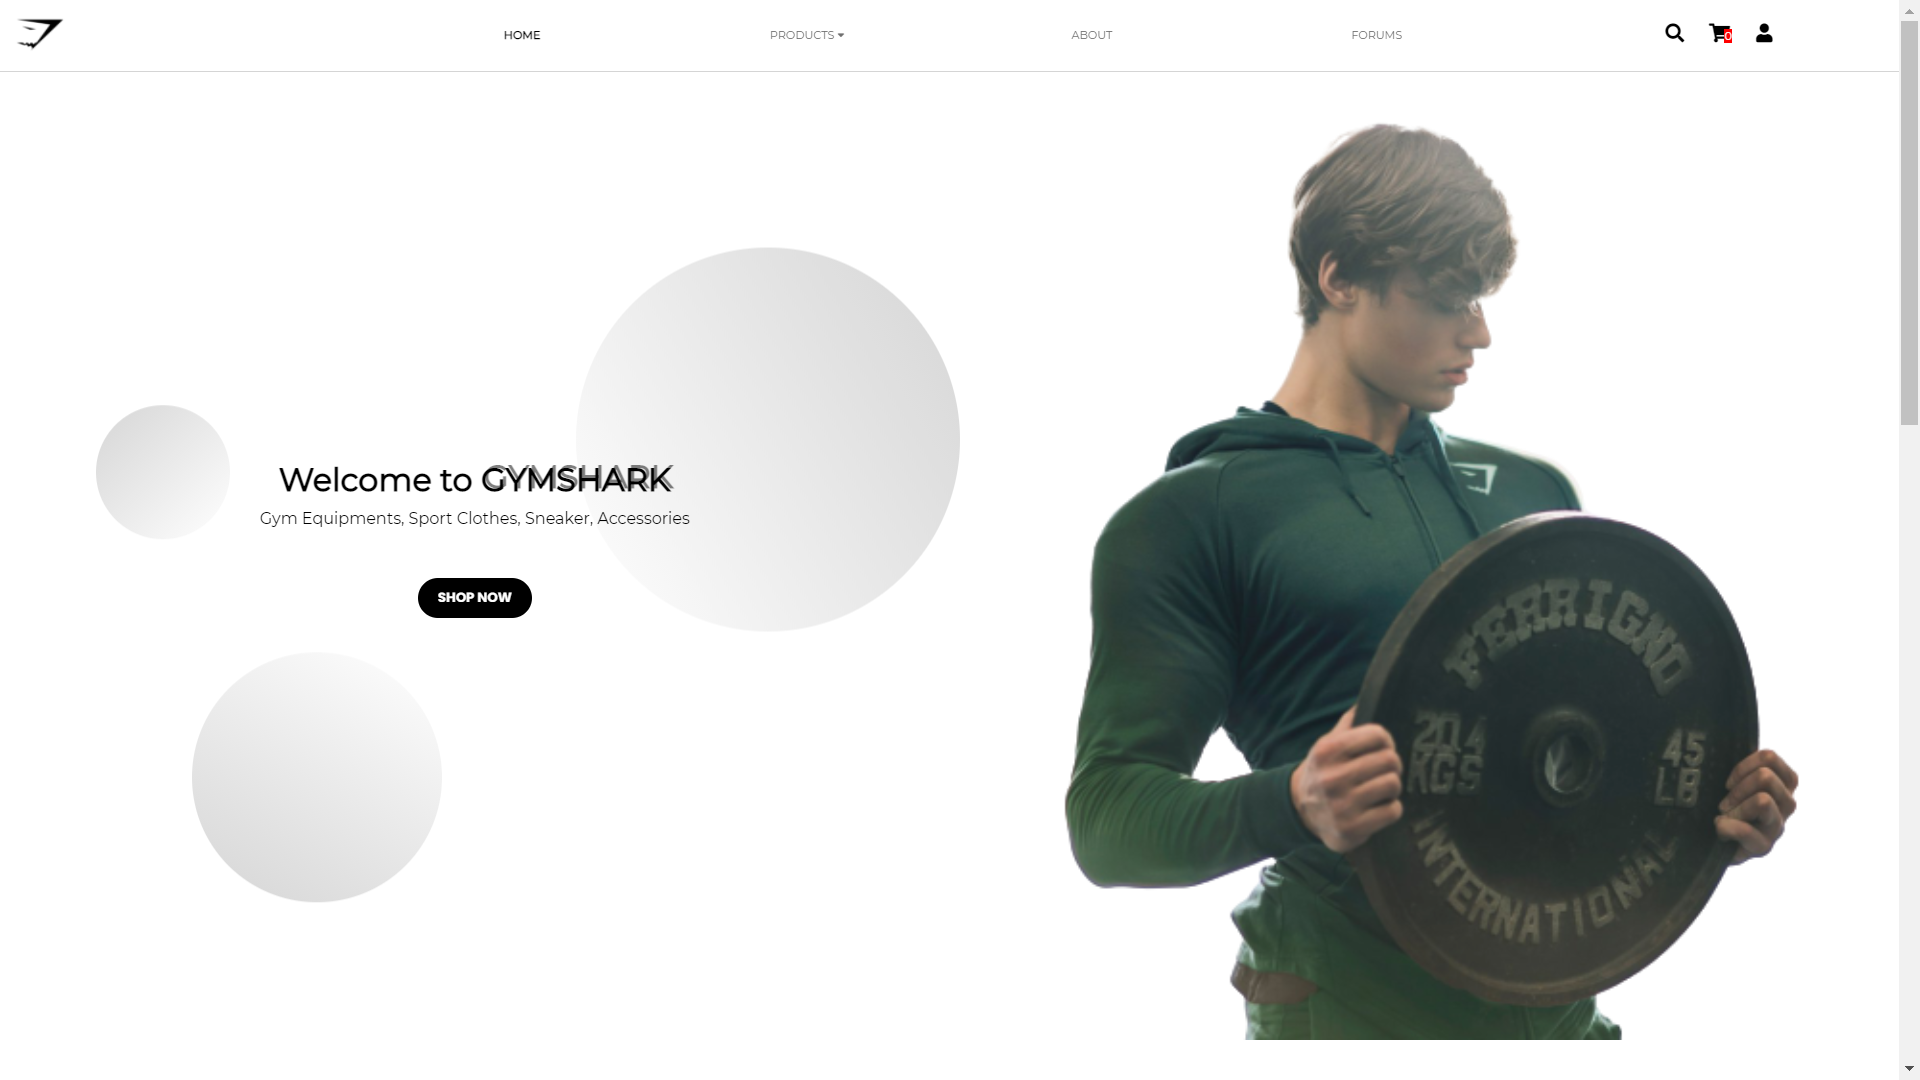 HOME
PRODUCTS
ABOUT
FORUMS
0
Welcome to GYMSHARK
Gym Equipments, Sport Clothes, Sneaker, Accessories
SHOP NOW
FERRIGNO
20.4 45
KGS LB
INTERNATIONAL